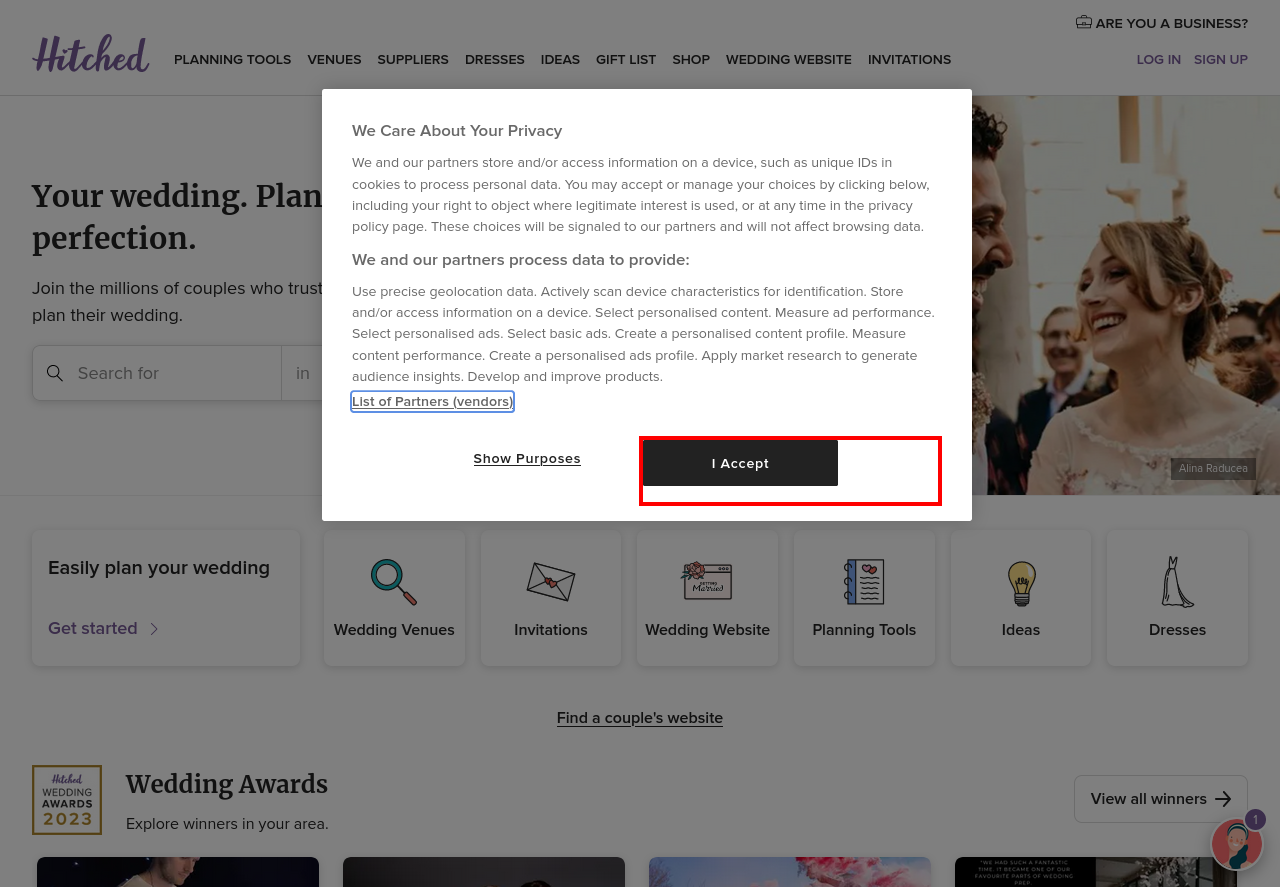 ARE YOU A BUSINESS?
Hitched
PLANNING TOOLS VENUES SUPPLIERS DRESSES IDEAS GIFT LIST SHOP WEDDING WEBSITE INVITATIONS
LOG IN SIGN UP
We Care About Your Privacy
We and our partners store and/or access information on a device, such as unique IDs in
cookies to process personal data. You may accept or manage your choices by clicking below,
including your right to object where legitimate interest is used, or at any time in the privacy
policy page. These choices will be signaled to our partners and will not affect browsing data.
We and our partners process data to provide:
Use precise geolocation data. Actively scan device characteristics for identification. Store
and/or access information on a device. Select personalised content. Measure ad performance.
Select personalised ads. Select basic ads. Create a personalised content profile. Measure
content performance. Create a personalised ads profile. Apply market research to generate
audience insights. Develop and improve products.
List of Partners (vendors)
Show Purposes
I Accept
Your wedding. Plan
perfection.
Join the millions of couples who trust
plan their wedding.
Search for
in
Alina Raducea
Easily plan your wedding
Get started
Wedding Venues
Invitations
GETTING
Married
Wedding Website
Planning Tools
Ideas
Dresses
Find a couple's website
Hitched
WEDDING
AWARDS
2023
Wedding Awards
Explore winners in your area.
View all winners
1
"WE HAD SUCH A FANTASTIC
TIME. IT BECAME ONE OF OUR
FAVOURITE PARTS OF WEDDING
PREP.